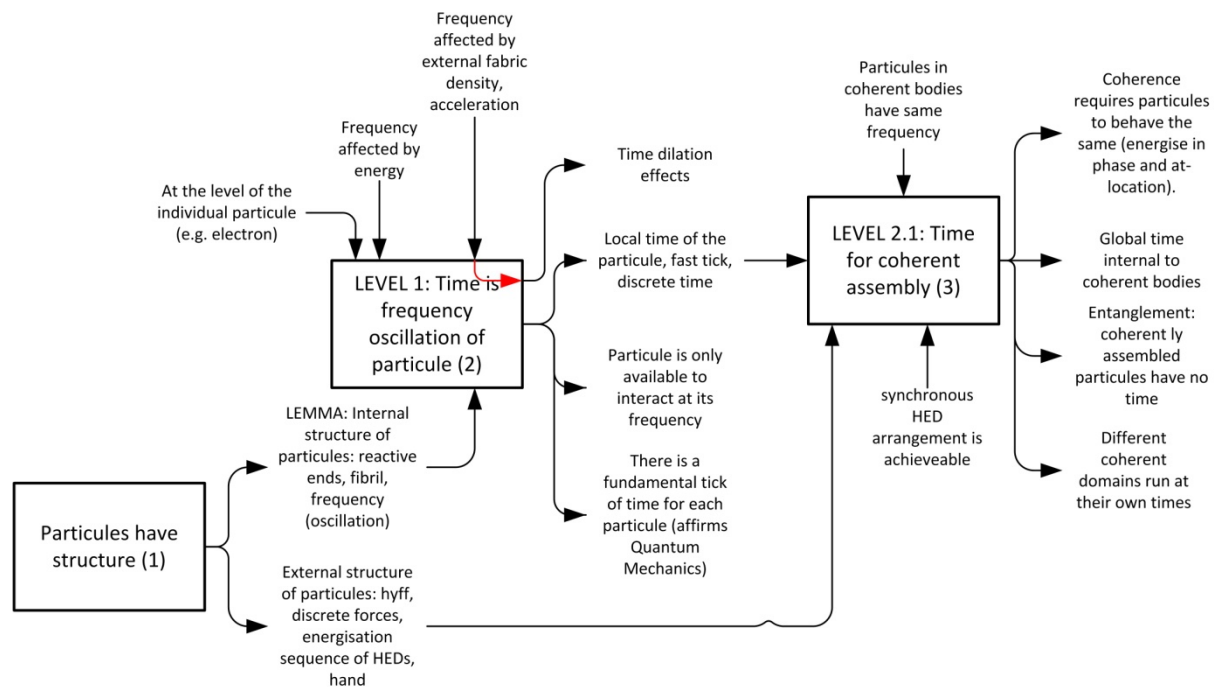 Frequency
affected by
external fabric
density,
acceleration
Frequency
affected by
energy
At the level of the
individual particule
(e.g. electron)
LEVEL 1: Time is
frequency
oscillation of
particule (2)
Time dilation
effects
Local time of the
particule, fast tick,
discrete time
Particule is only
available to
interact at its
frequency
There is a
fundamental tick
of time for each
particule (affirms
Quantum
Mechanics)
LEMMA: Internal
structure of
particules: reactive
ends, fibril,
frequency
(oscillation)
Particules have
structure (1)
External structure
of particules: hyff,
discrete forces,
energisation
sequence of HEDs,
hand
Particules in
coherent bodies
have same
frequency
LEVEL 2.1: Time
for coherent
assembly (3)
synchronous
HED
arrangement is
achieveable
Coherence
requires particules
to behave the
same (energise in
phase and at-
location).
Global time
internal to
coherent bodies
Entanglement:
coherent ly
assembled
particules have no
time
Different
coherent
domains run at
their own times